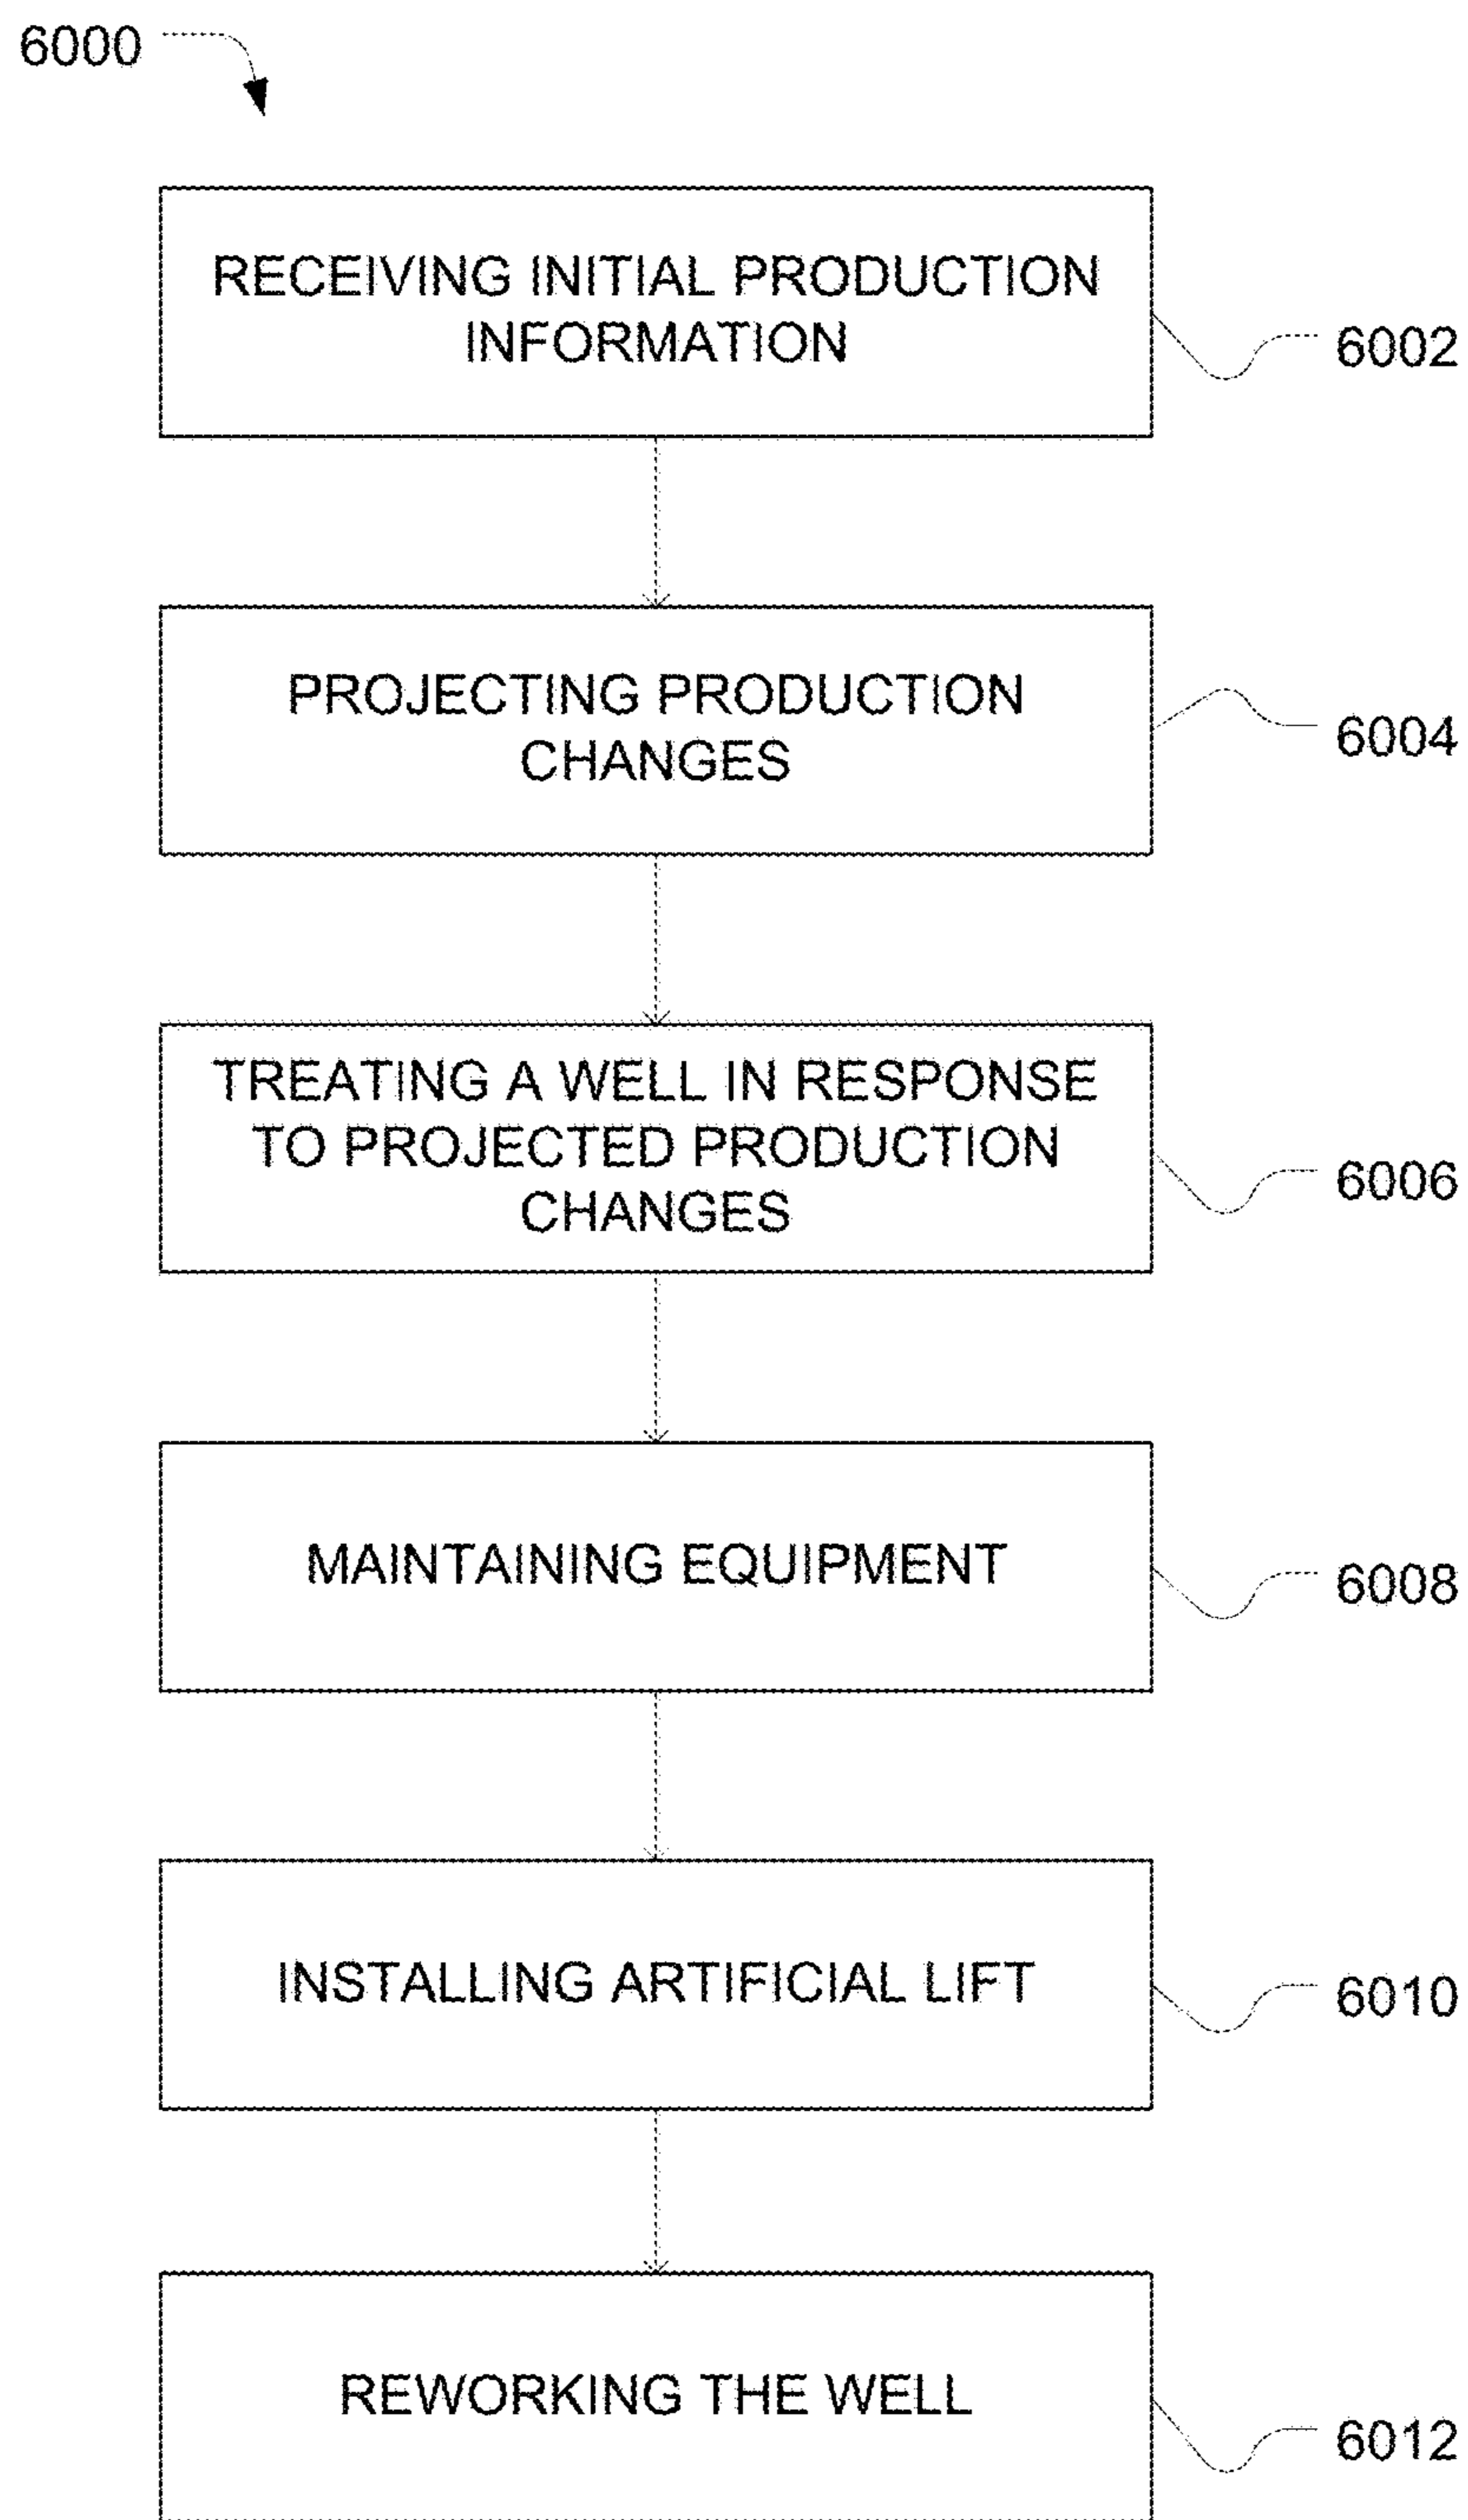 6000
RECEIVING INITIAL PRODUCTION
INFORMATION
6002
PROJECTING PRODUCTION
CHANGES
6004
TREATING A WELL IN RESPONSE
TO PROJECTED PRODUCTION
CHANGES
6006
MAINTAINING EQUIPMENT
6008
INSTALLING ARTIFICIAL LIFT
6010
REWORKING THE WELL
6012